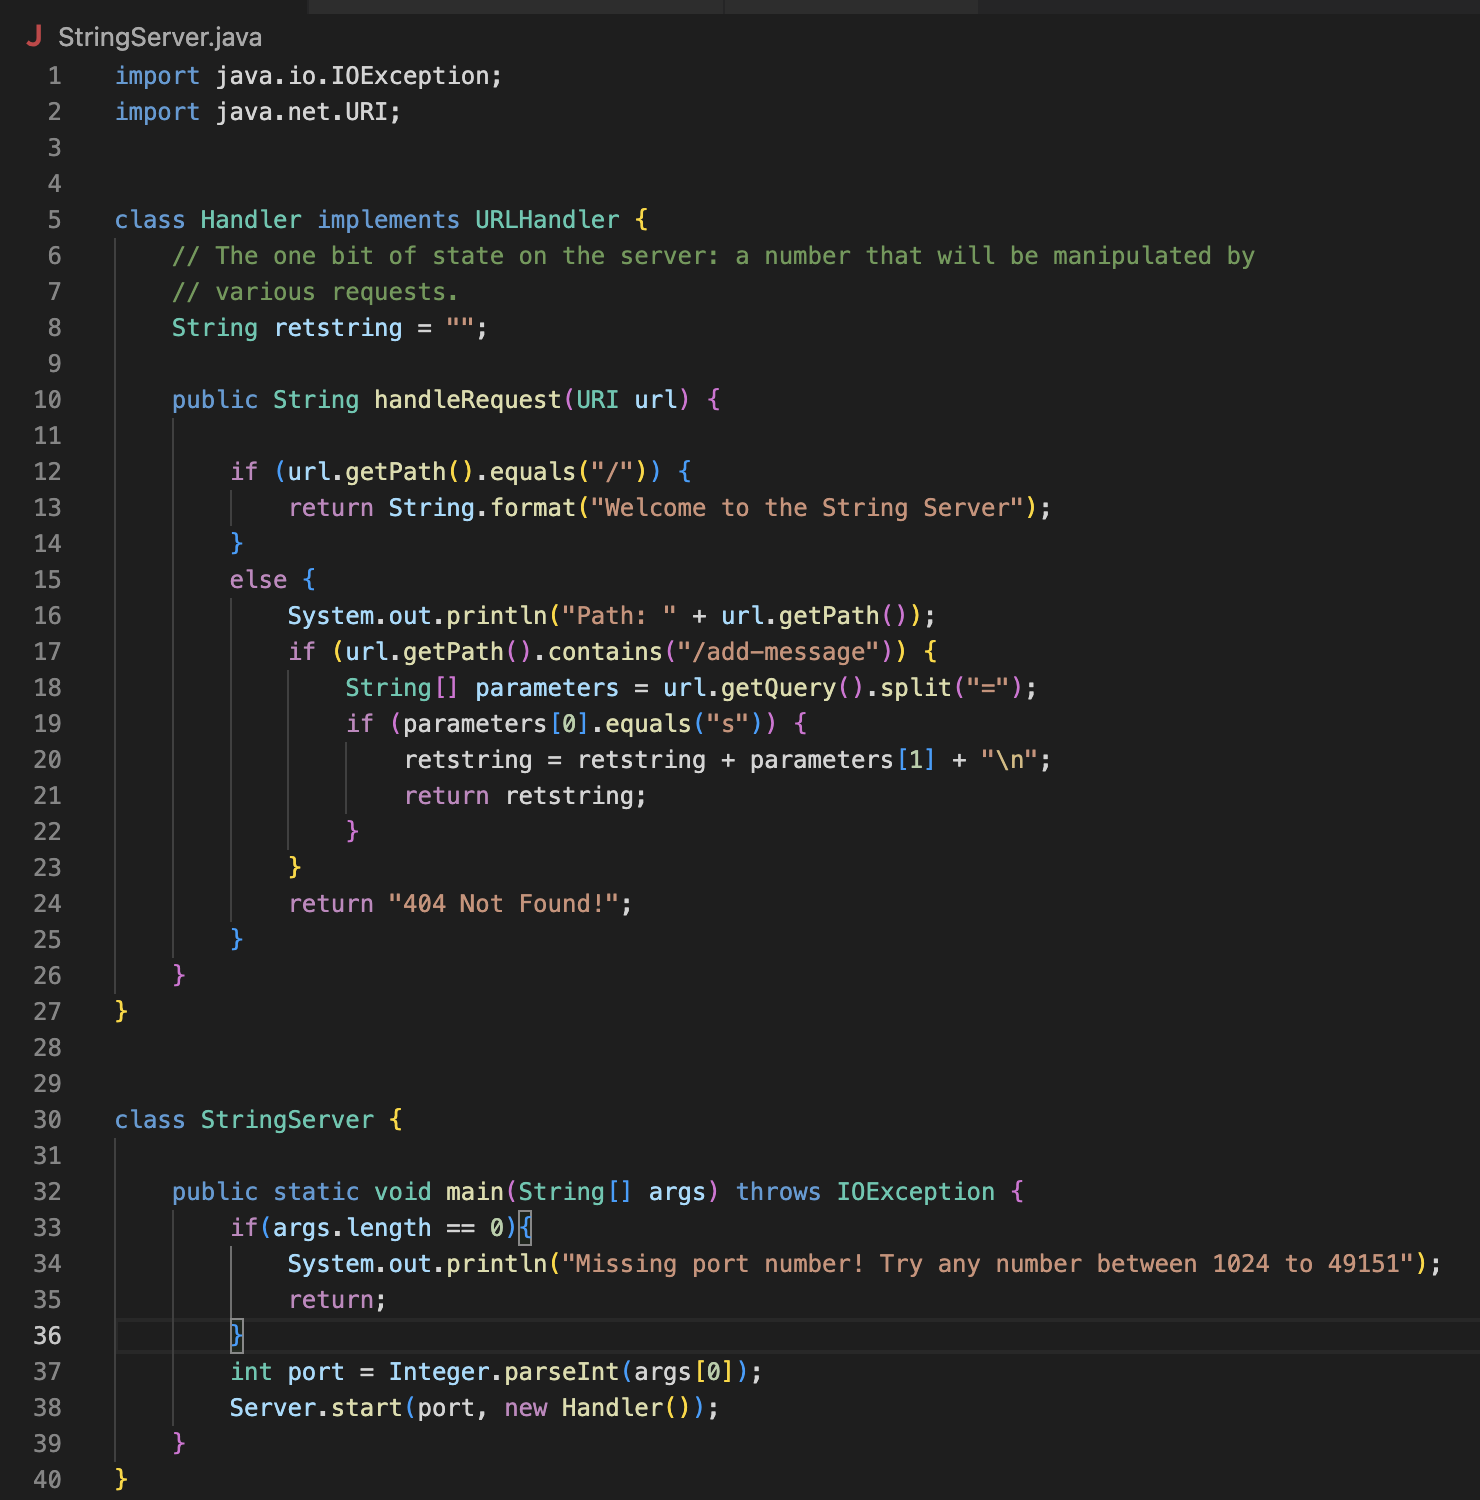 J StringServer.java
1 import java.io.IOException;
2 import java.net.URI;
3
4
5 class Handler implements URLHandler {
6     // The one bit of state on the server: a number that will be manipulated by
7     // various requests.
8     String retstring = "";
9
10     public String handleRequest(URI url) {
11
12         if (url.getPath().equals("/")) {
13             return String.format("Welcome to the String Server");
14         }
15         else {
16             System.out.println("Path: " + url.getPath());
17             if (url.getPath().contains("/add-message")) {
18                 String[] parameters = url.getQuery().split("=");
19                 if (parameters[0].equals("s")) {
20                     retstring = retstring + parameters[1] + "\n";
21                     return retstring;
22                 }
23             }
24             return "404 Not Found!";
25         }
26     }
27 }
28
29
30 class StringServer {
31
32     public static void main(String[] args) throws IOException {
33         if(args.length == 0){
34             System.out.println("Missing port number! Try any number between 1024 to 49151");
35             return;
36         }
37         int port = Integer.parseInt(args[0]);
38         Server.start(port, new Handler());
39     }
40 }